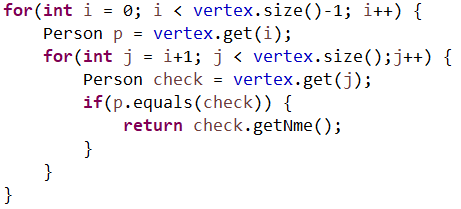 for(int i = 0; i < vertex.size()-1; i++) {
    Person p = vertex.get(i);
    for(int j = i+1; j < vertex.size();j++) {
        Person check = vertex.get(j);
        if(p.equals(check)) {
            return check.getNme();
        }
    }
}